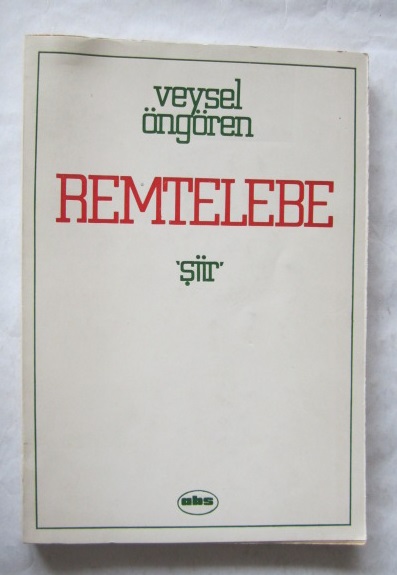 veysel
öngören
REMTELEBE
'şiir'
abs